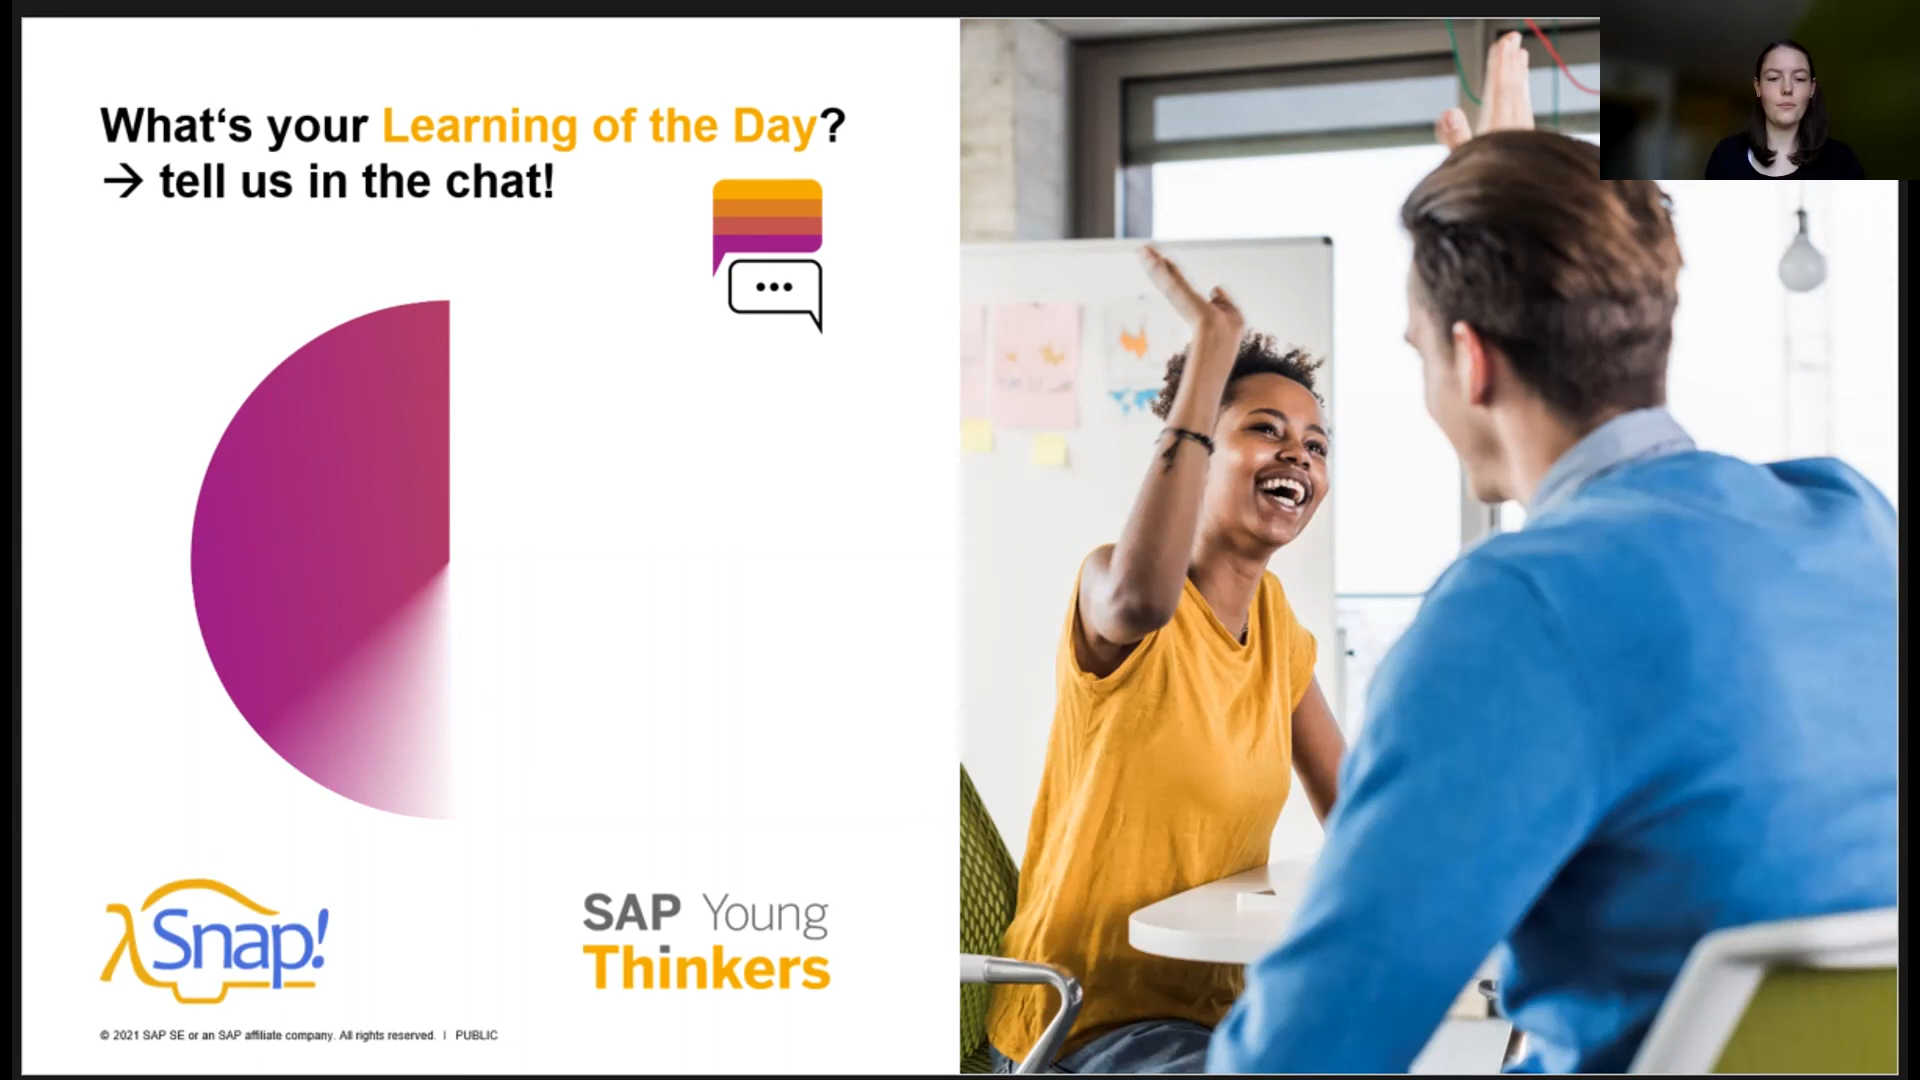 What‘s your Learning of the Day?
→ tell us in the chat!
λSnap!
SAP Young
Thinkers
© 2021 SAP SE or an SAP affiliate company. All rights reserved. I PUBLIC